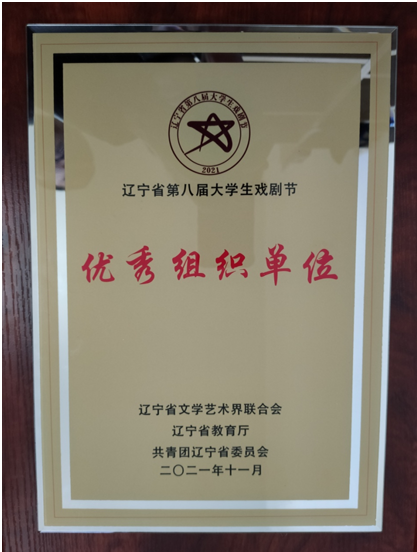 辽宁省第八届大学生戏剧节
2021
辽宁省第八届大学生戏剧节
优秀组织单位
辽宁省文学艺术界联合会
辽宁省教育厅
共青团辽宁省委员会
二〇二一年十一月